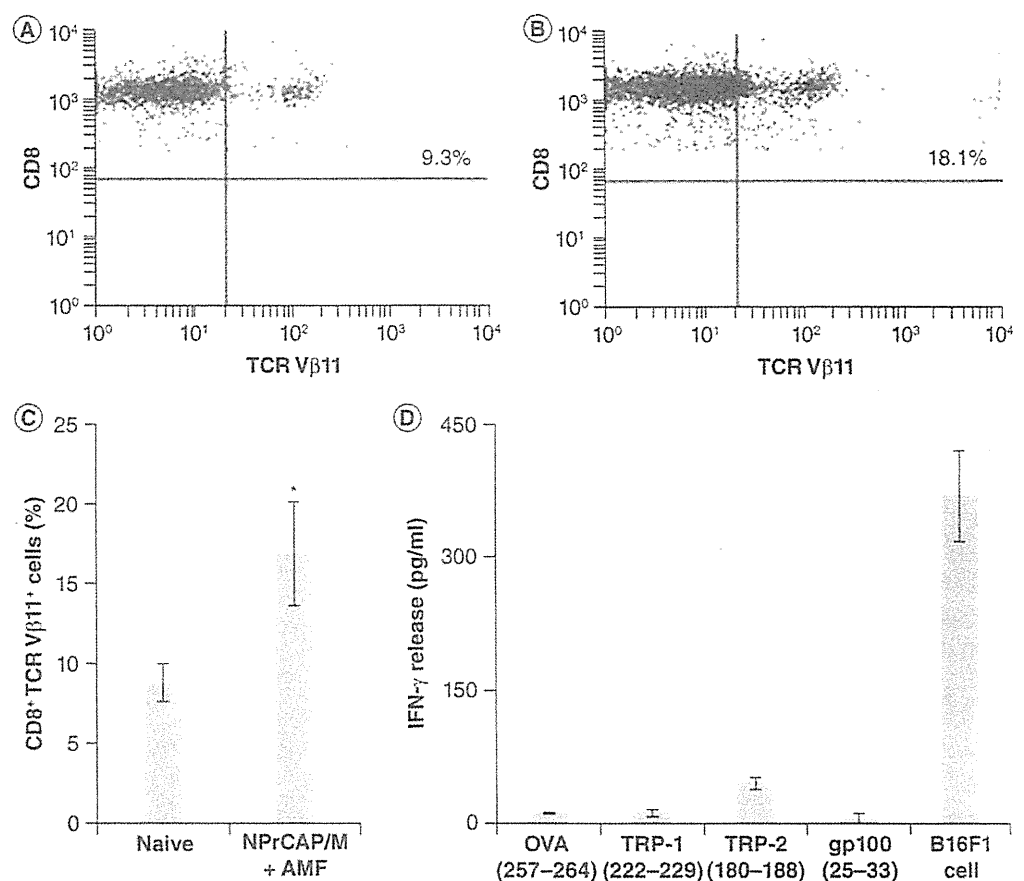 A
10⁴
10³
10²
10¹
10⁰
CD8
9.3%
10⁰ 10¹ 10² 10³ 10⁴
TCR Vβ11
B
10⁴
10³
10²
10¹
10⁰
CD8
18.1%
10⁰ 10¹ 10² 10³ 10⁴
TCR Vβ11
C
25
20
15
10
5
0
CD8⁺ TCR Vβ11⁺ cells (%)
*
Naive
NPrCAP/M
+ AMF
D
450
300
150
0
IFN-γ release (pg/ml)
OVA
(257–264)
TRP-1
(222–229)
TRP-2
(180–188)
gp100
(25–33)
B16F1
cell